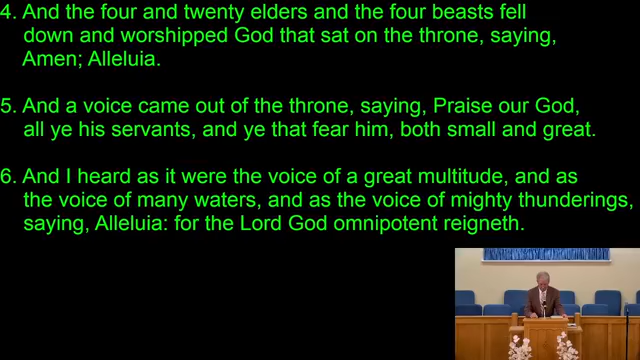 4. And the four and twenty elders and the four beasts fell
down and worshipped God that sat on the throne, saying,
Amen; Alleluia.
5. And a voice came out of the throne, saying, Praise our God,
all ye his servants, and ye that fear him, both small and great.
6. And I heard as it were the voice of a great multitude, and as
the voice of many waters, and as the voice of mighty thunderings,
saying, Alleluia: for the Lord God omnipotent reigneth.